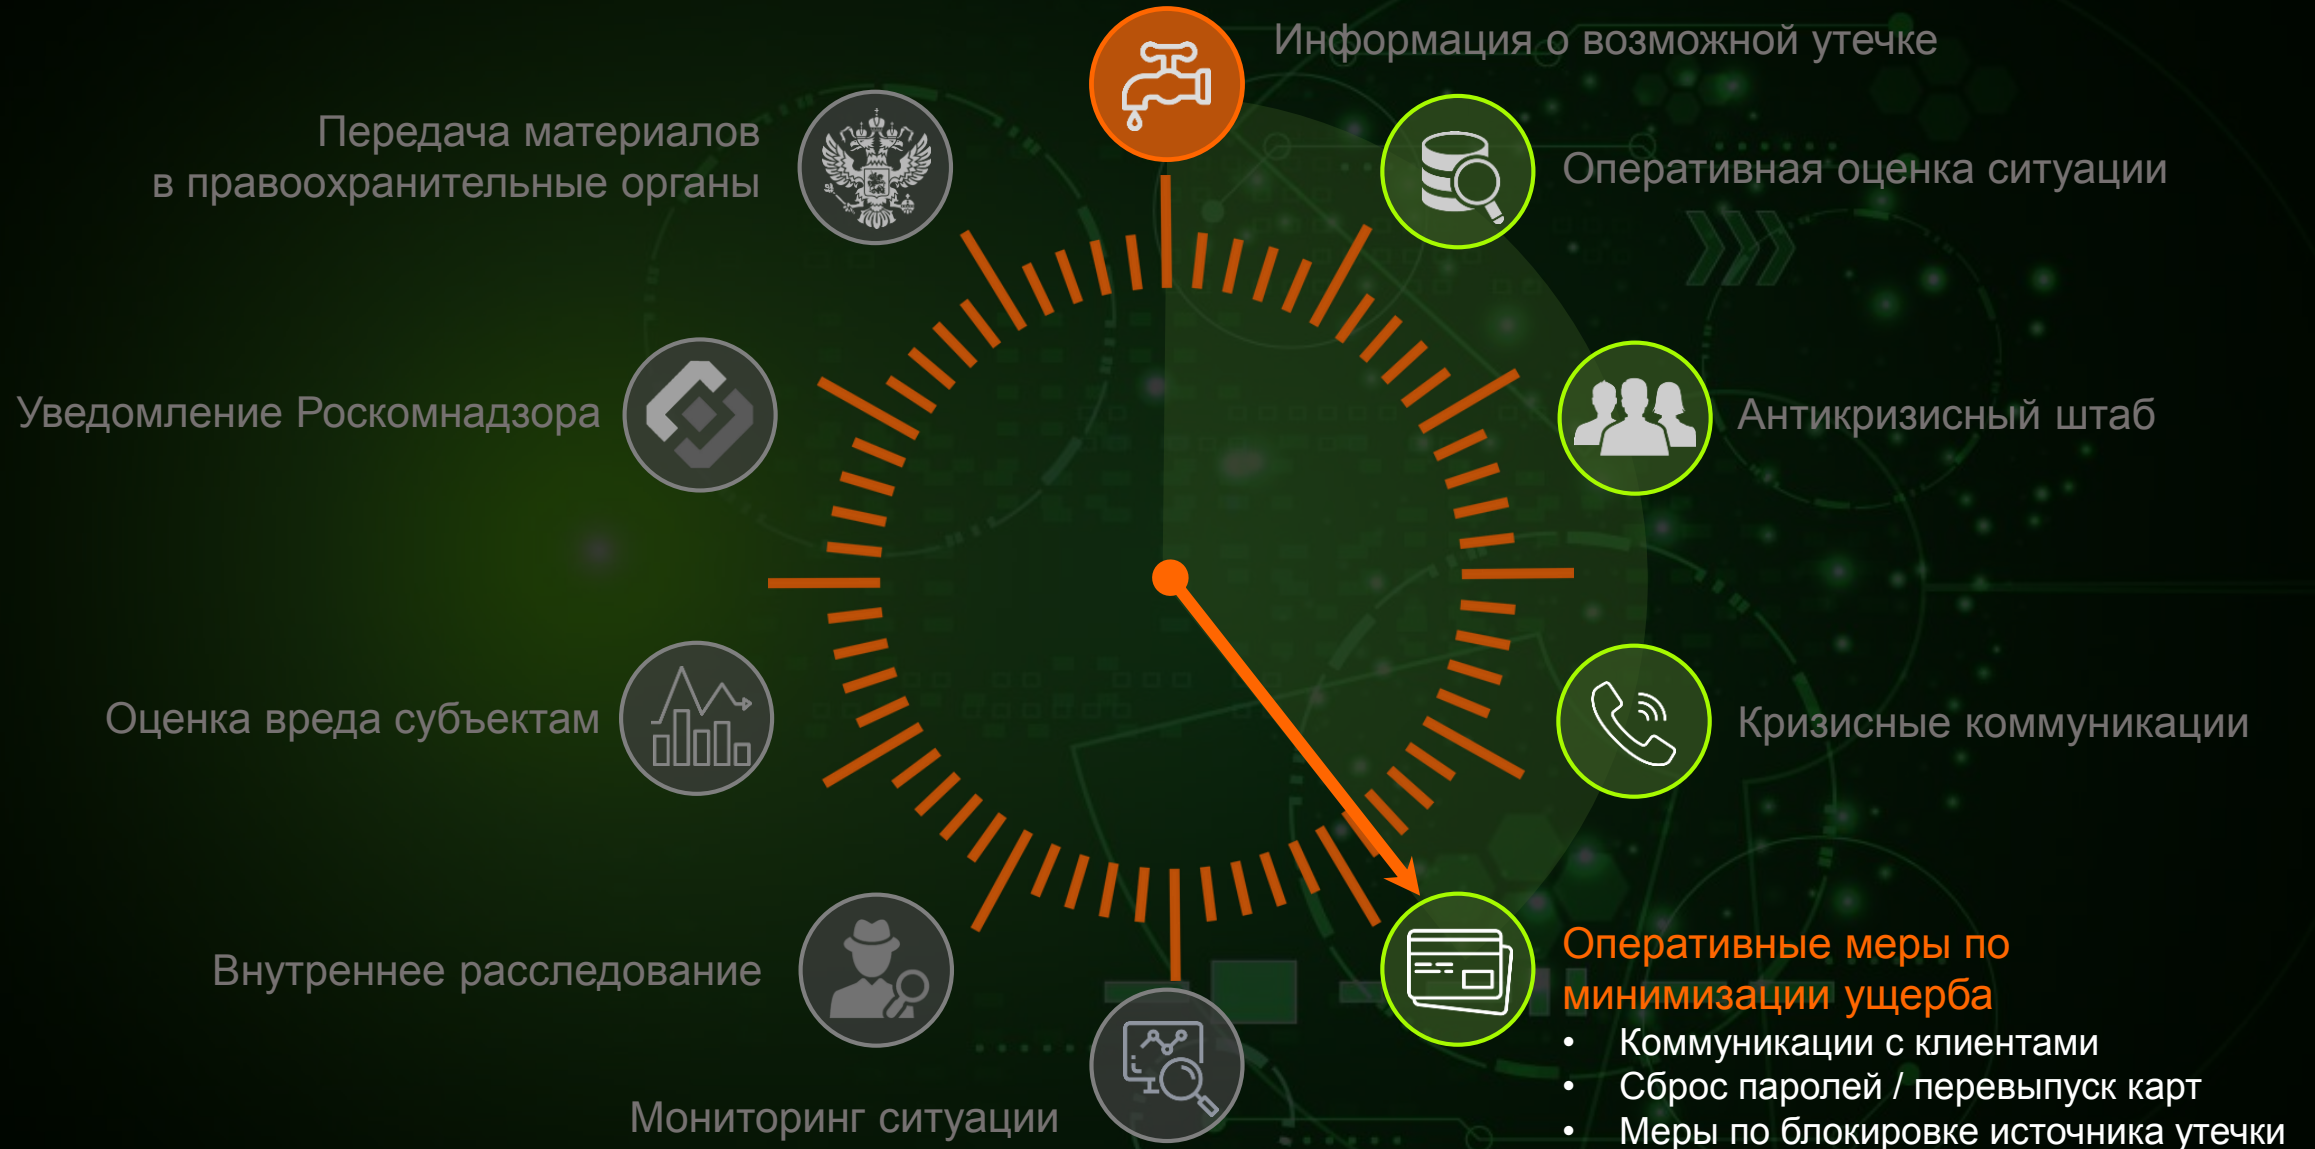 Информация о возможной утечке
Оперативная оценка ситуации
Антикризисный штаб
Кризисные коммуникации
Оперативные меры по
минимизации ущерба
• Коммуникации с клиентами
• Сброс паролей / перевыпуск карт
• Меры по блокировке источника утечки
Мониторинг ситуации
Внутреннее расследование
Оценка вреда субъектам
Уведомление Роскомнадзора
Передача материалов
в правоохранительные органы